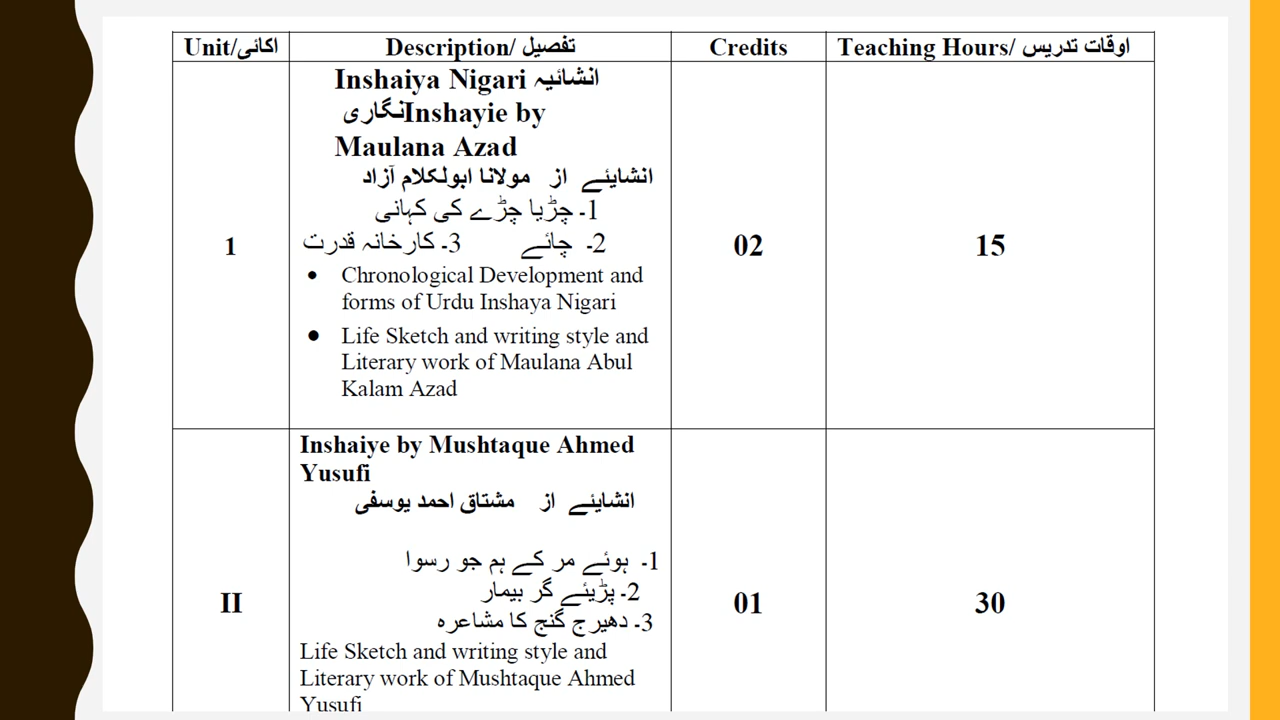 Unit/اکائی Description/ تفصیل Credits Teaching Hours/ اوقات تدریس
Inshaiya Nigari انشائیہ
نگاریInshayie by
Maulana Azad
انشایئے از مولانا ابولکلام آزاد
1۔ چڑیا چڑے کی کہانی
2۔ چائے 3۔ کارخانہ قدرت
1
• Chronological Development and
forms of Urdu Inshaya Nigari
• Life Sketch and writing style and
Literary work of Maulana Abul
Kalam Azad
02
15
Inshaiye by Mushtaque Ahmed
Yusufi
انشایئے از مشتاق احمد یوسفی
1۔ ہوئے مر کے ہم جو رسوا
2۔ پڑیئے گر بیمار
3۔ دھیرج گنج کا مشاعرہ
II
Life Sketch and writing style and
Literary work of Mushtaque Ahmed
Yusufi
01
30